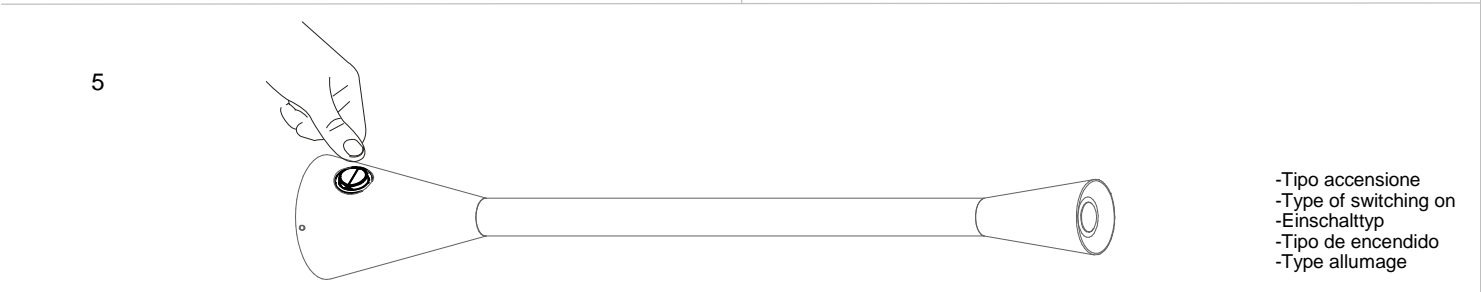 5
-Tipo accensione
-Type of switching on
-Einschalttyp
-Tipo de encendido
-Type allumage